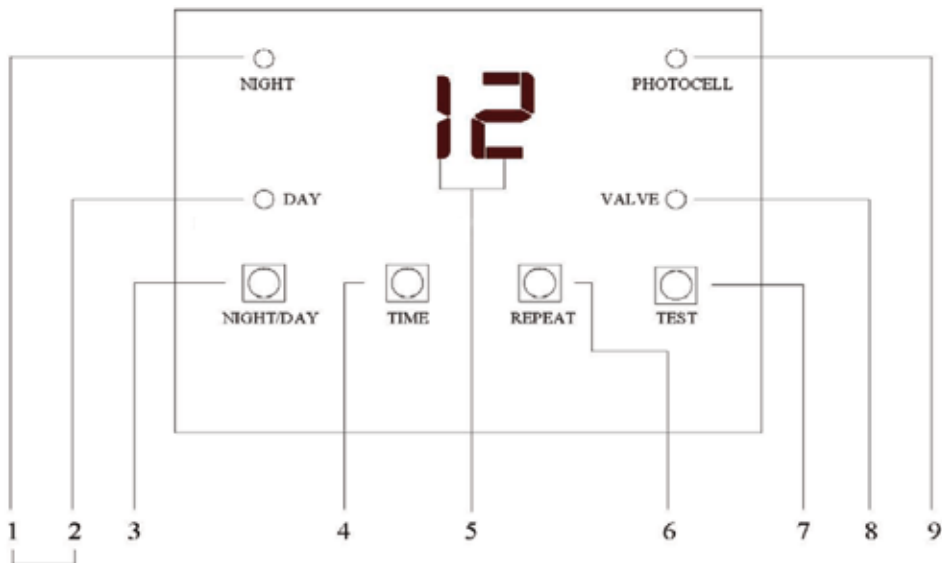 12
NIGHT
PHOTOCELL
DAY
VALVE
NIGHT/DAY
TIME
REPEAT
TEST
1 2 3 4 5 6 7 8 9